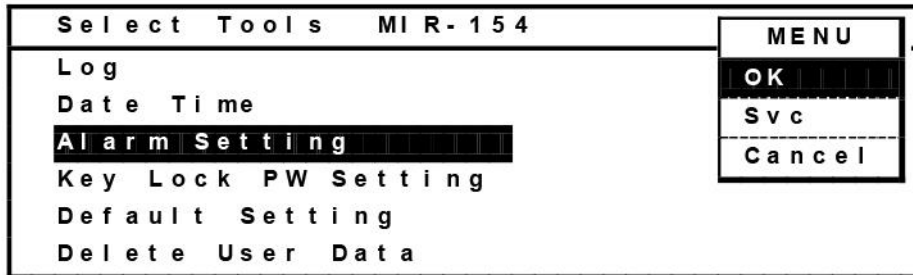 Select Tools MIR-154
MENU
Log
OK
Date Time
Svc
Alarm Setting
Cancel
Key Lock PW Setting
Default Setting
Delete User Data